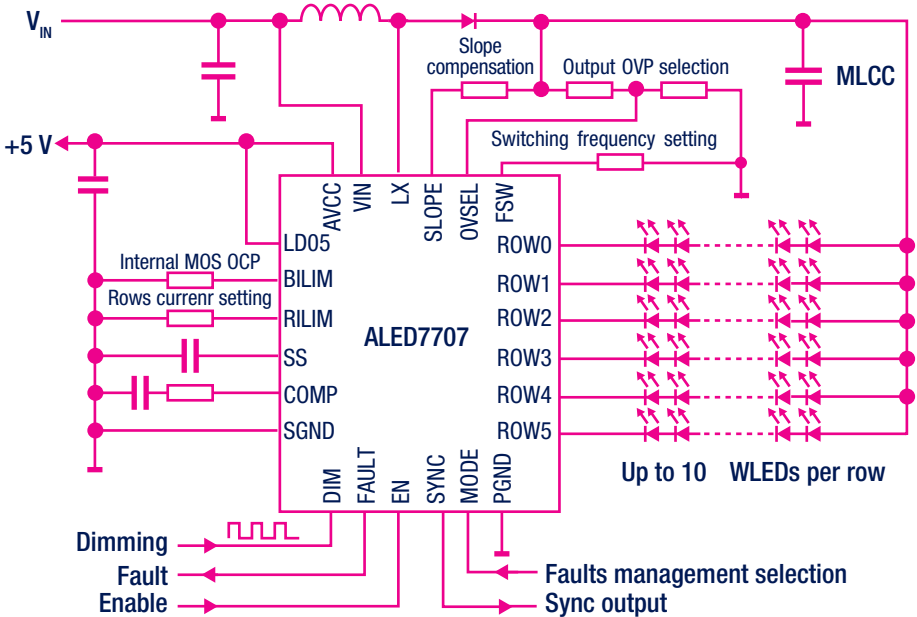 VIN
Slope
compensation
Output OVP selection
MLCC
+5 V
Switching frequency setting
AVCC
VIN
LX
SLOPE
OVSEL
FSW
LD05
ROW0
Internal MOS OCP
BILIM
ROW1
Rows currenr setting
RILIM
ROW2
ALED7707
SS
ROW3
COMP
ROW4
SGND
ROW5
DIM
FAULT
EN
SYNC
MODE
PGND
Up to 10 WLEDs per row
Dimming
Fault
Faults management selection
Enable
Sync output